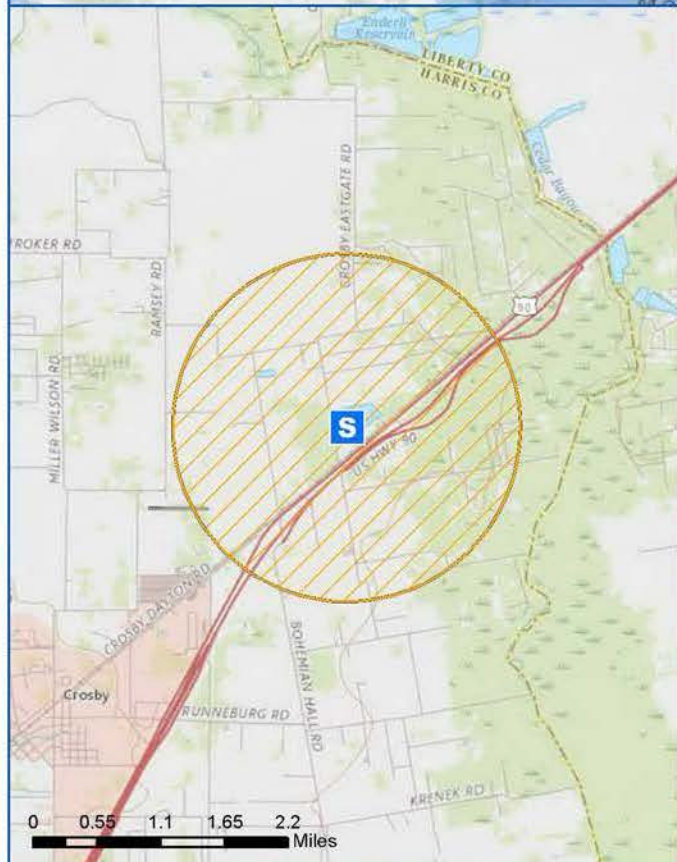 Enderli
Reservoir
LIBERTY CO
HARRIS CO
Cedar Bayou
CROSBY EASTGATE RD
RAMSEY RD
MILLER WILSON RD
90
S
US HWY 90
CROSBY DAYTON RD
Crosby
BOHEMIAN HALL RD
RUNNEBURG RD
KRENEK RD
0 0.55 1.1 1.65 2.2
Miles